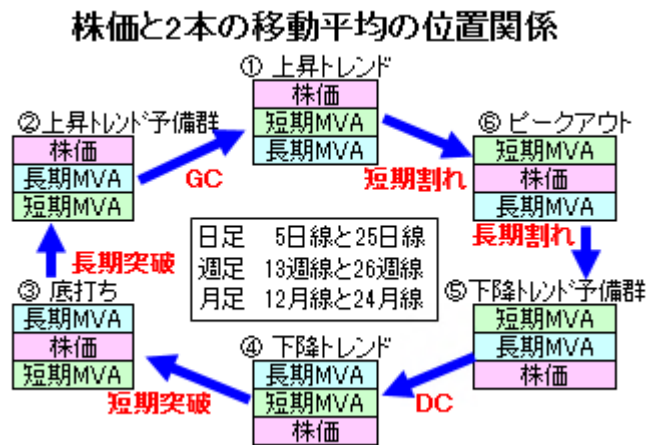 株価と2本の移動平均の位置関係
① 上昇トレンド
株価
短期MVA
長期MVA
②上昇トレンド予備群
株価
長期MVA
短期MVA
GC
短期割れ
⑥ ピークアウト
短期MVA
株価
長期MVA
長期割れ
日足 5日線と25日線
週足 13週線と26週線
月足 12月線と24月線
長期突破
③ 底打ち
長期MVA
株価
短期MVA
短期突破
④ 下降トレンド
長期MVA
短期MVA
株価
DC
⑤下降トレンド予備群
短期MVA
長期MVA
株価